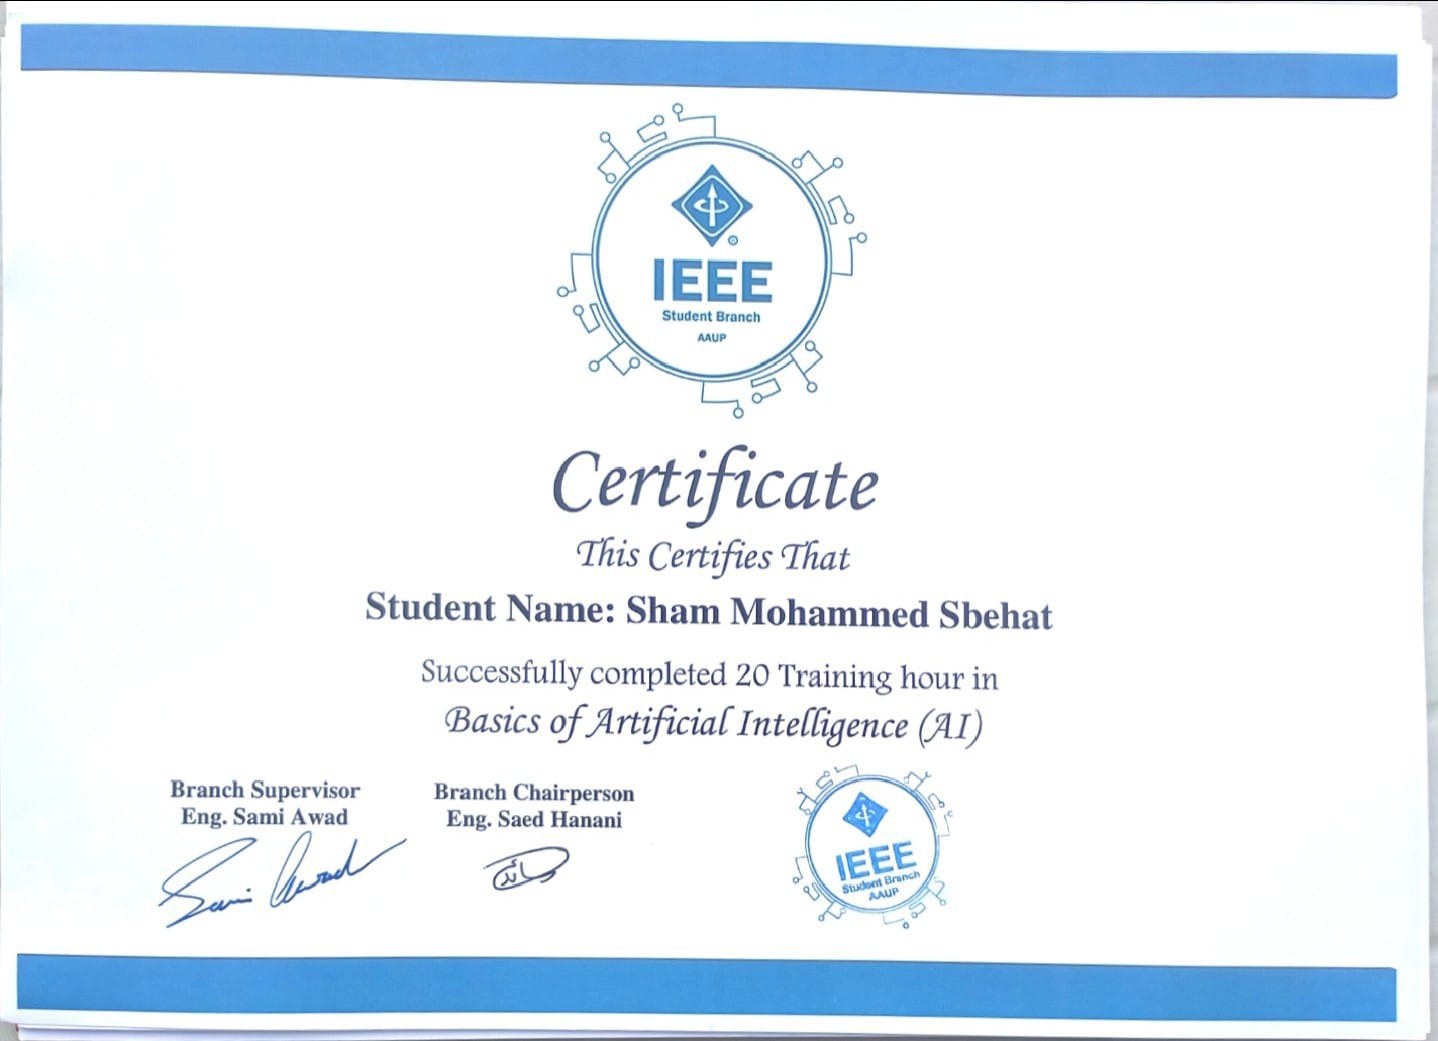 IEEE
Student Branch
AAUP
Certificate
This Certifies That
Student Name: Sham Mohammed Sbehat
Successfully completed 20 Training hour in
Basics of Artificial Intelligence (AI)
Branch Supervisor
Eng. Sami Awad
Sami Awad
Branch Chairperson
Eng. Saed Hanani
سائد
IEEE
Student Branch
AAUP